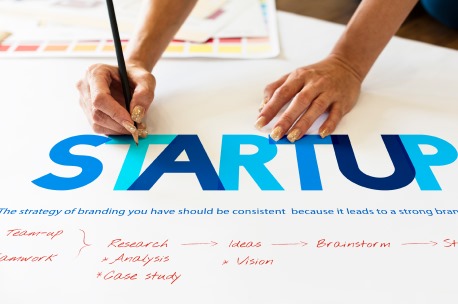 STARTUP
The strategy of branding you have should be consistent because it leads to a strong
Team-up
Research → Ideas → Brainstorm →
* Analysis * Vision
* Case study